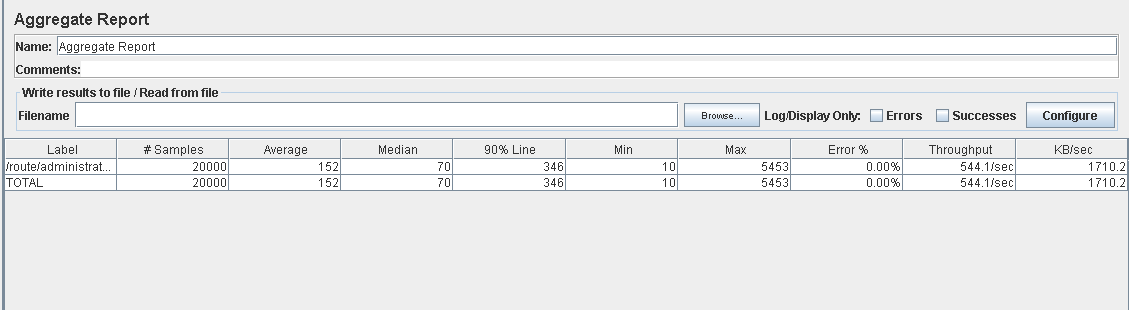 Aggregate Report
Name: Aggregate Report
Comments:
Write results to file / Read from file
Filename Browse... Log/Display Only: Errors Successes Configure
Label # Samples Average Median 90% Line Min Max Error % Throughput KB/sec
/route/administrat... 20000 152 70 346 10 5453 0.00% 544.1/sec 1710.2
TOTAL 20000 152 70 346 10 5453 0.00% 544.1/sec 1710.2